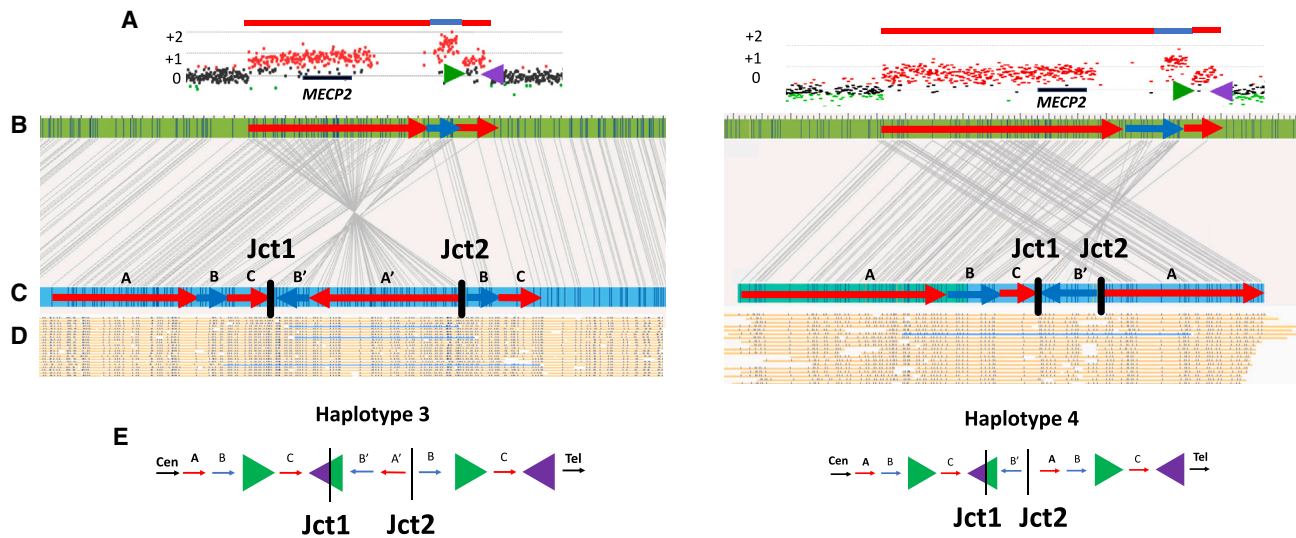 A
+2
+1
0
MECP2
+2
+1
0
MECP2
B
Jct1
Jct2
Jct1
Jct2
A
B
C
B'
A'
B
C
A
B
C
B'
A
C
D
Haplotype 3
Haplotype 4
E
Cen
A
B
C
B'
A'
B
C
Tel
Jct1
Jct2
Cen
A
B
C
B'
A
B
C
Tel
Jct1
Jct2